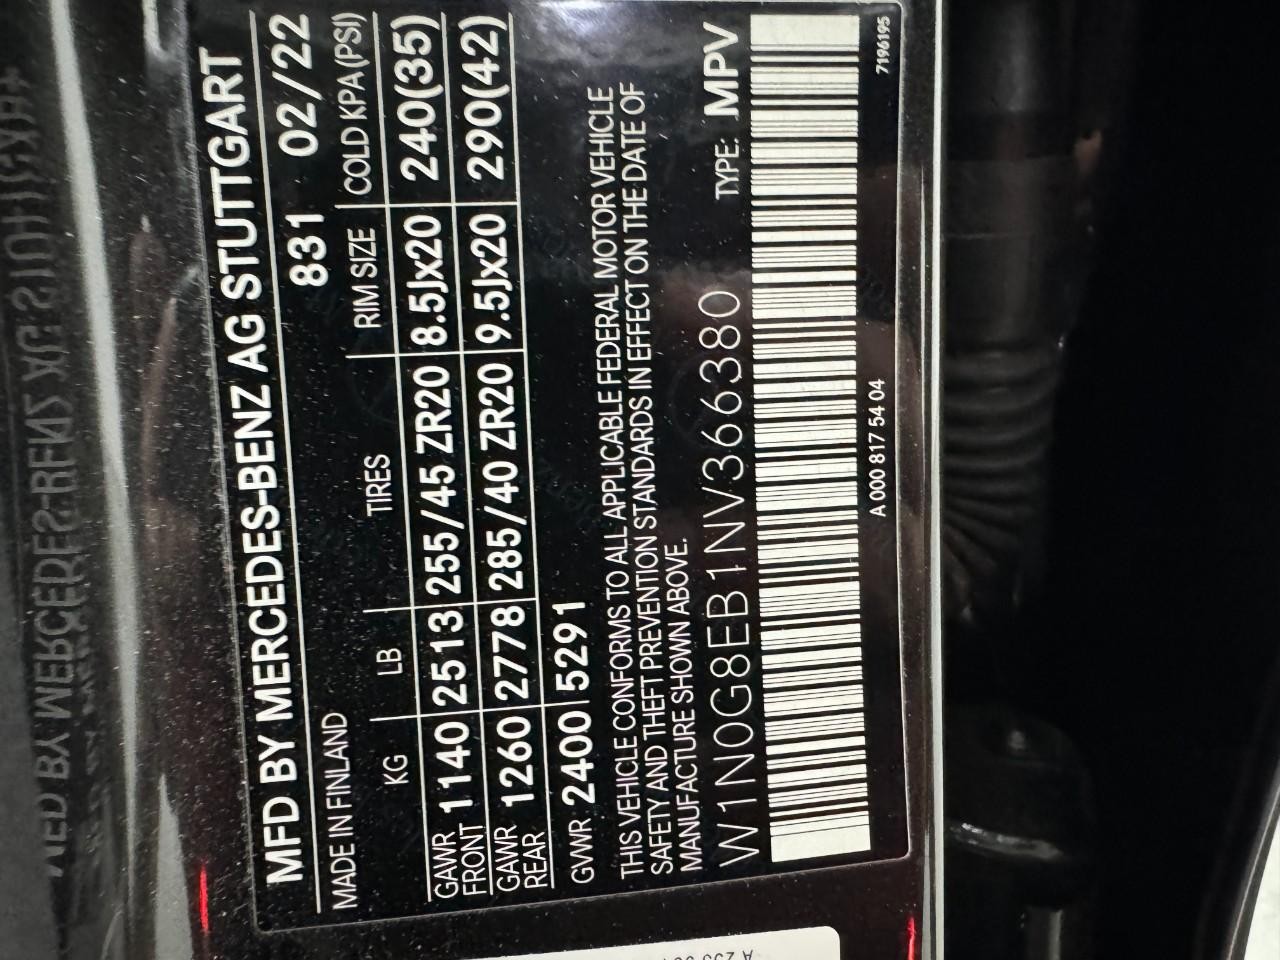 MFD BY MERCEDES-BENZ AG STUTTGART
MADE IN FINLAND 831 02/22
KG LB TIRES RIM SIZE COLD KPA(PSI)
GAWR FRONT 1140 2513 255/45 ZR20 8.5Jx20 240(35)
GAWR REAR 1260 2778 285/40 ZR20 9.5Jx20 290(42)
GVWR 2400 5291
THIS VEHICLE CONFORMS TO ALL APPLICABLE FEDERAL MOTOR VEHICLE
SAFETY AND THEFT PREVENTION STANDARDS IN EFFECT ON THE DATE OF
MANUFACTURE SHOWN ABOVE.
W1N0G8EB1NV366380 TYPE: MPV
A 000 817 54 04 7196195